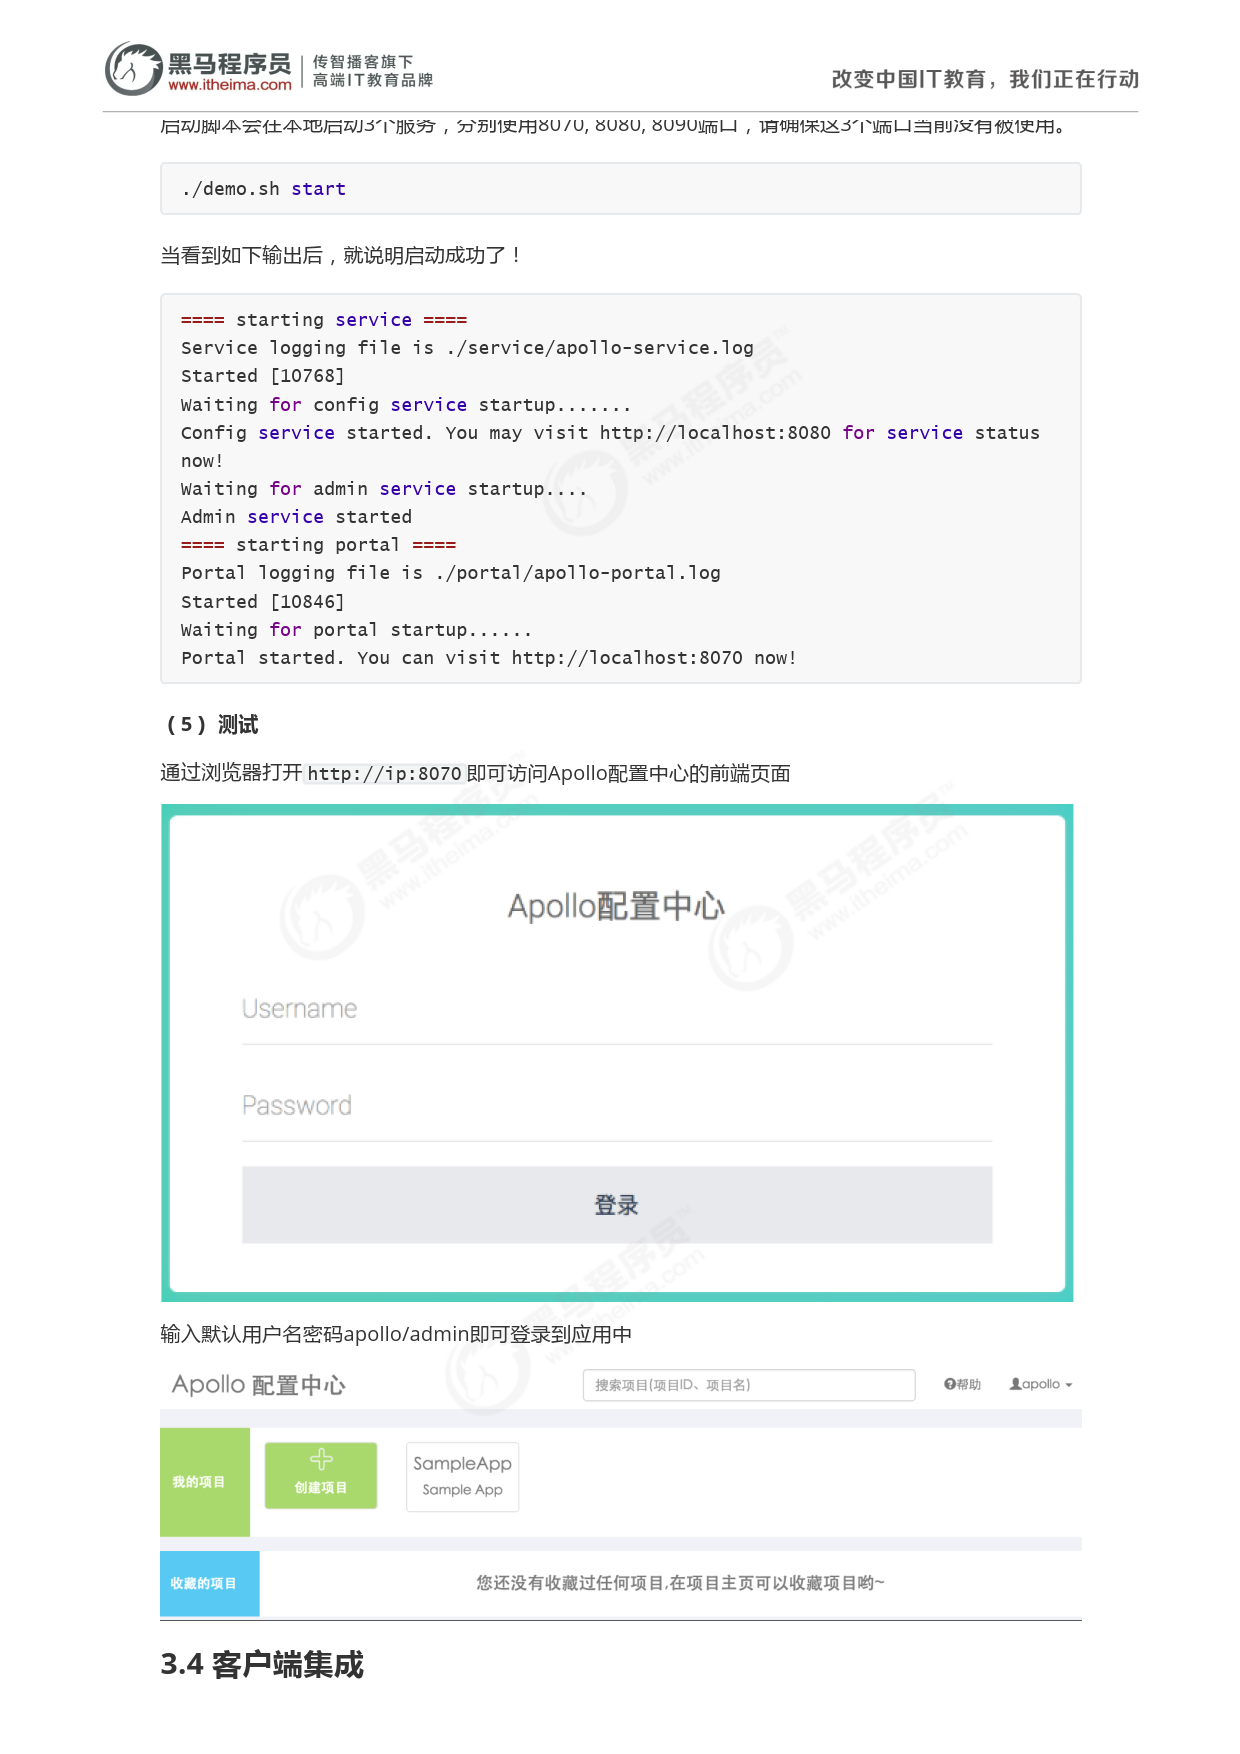 黑马程序员
www.itheima.com
传智播客旗下
高端IT教育品牌
改变中国IT教育，我们正在行动
启动脚本会在本地启动3个服务，分别使用8070, 8080, 8090端口，请确保这3个端口当前没有被使用。
./demo.sh start
当看到如下输出后，就说明启动成功了！
==== starting service ====
Service logging file is ./service/apollo-service.log
Started [10768]
Waiting for config service startup.......
Config service started. You may visit http://localhost:8080 for service status
now!
Waiting for admin service startup....
Admin service started
==== starting portal ====
Portal logging file is ./portal/apollo-portal.log
Started [10846]
Waiting for portal startup......
Portal started. You can visit http://localhost:8070 now!
（5） 测试
通过浏览器打开http://ip:8070即可访问Apollo配置中心的前端页面
Apollo配置中心
Username
Password
登录
输入默认用户名密码apollo/admin即可登录到应用中
Apollo 配置中心
搜索项目(项目ID、项目名)
帮助
apollo
我的项目
创建项目
SampleApp
Sample App
收藏的项目
您还没有收藏过任何项目,在项目主页可以收藏项目哟~
3.4 客户端集成